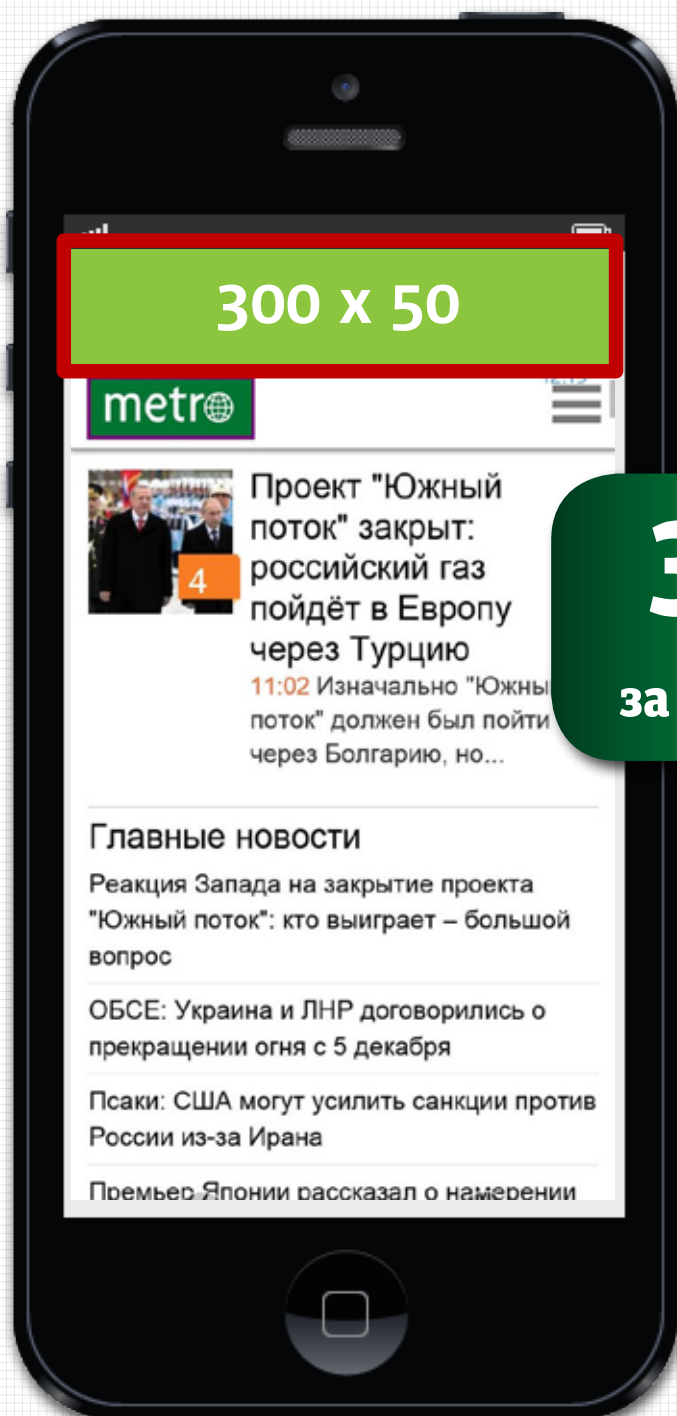 300 x 50
metro
Проект "Южный
поток" закрыт:
4
российский газ
пойдёт в Европу
через Турцию
11:02 Изначально "Южны
поток" должен был пойти
через Болгарию, но...
3
за
Главные новости
Реакция Запада на закрытие проекта
"Южный поток": кто выиграет – большой
вопрос
ОБСЕ: Украина и ЛНР договорились о
прекращении огня с 5 декабря
Псаки: США могут усилить санкции против
России из-за Ирана
Премьер Японии рассказал о намерении